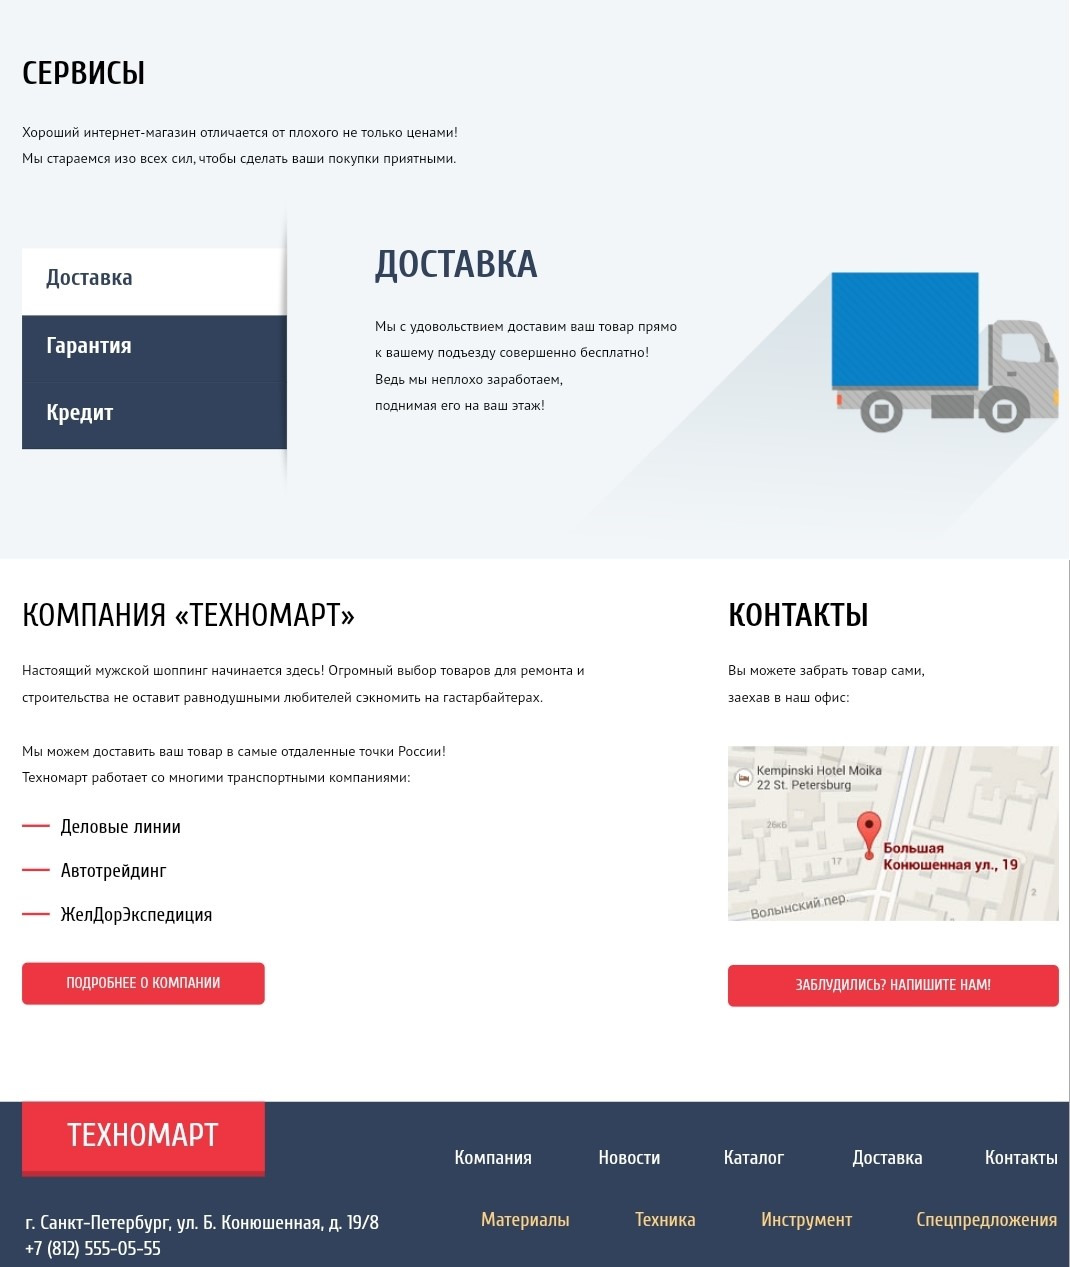 СЕРВИСЫ
Хороший интернет-магазин отличается от плохого не только ценами!
Мы стараемся изо всех сил, чтобы сделать ваши покупки приятными.
Доставка
Гарантия
Кредит
ДОСТАВКА
Мы с удовольствием доставим ваш товар прямо
к вашему подъезду совершенно бесплатно!
Ведь мы неплохо заработаем,
поднимая его на ваш этаж!
КОМПАНИЯ «ТЕХНОМАРТ»
Настоящий мужской шоппинг начинается здесь! Огромный выбор товаров для ремонта и
строительства не оставит равнодушными любителей сэкномить на гастарбайтерах.
Мы можем доставить ваш товар в самые отдаленные точки России!
Техномарт работает со многими транспортными компаниями:
Деловые линии
Автотрейдинг
ЖелДорЭкспедиция
ПОДРОБНЕЕ О КОМПАНИИ
КОНТАКТЫ
Вы можете забрать товар сами,
заехав в наш офис:
Kempinski Hotel Moika
22 St. Petersburg
26кБ
17
Большая
Конюшенная ул., 19
2
Волынский пер.
ЗАБЛУДИЛИСЬ? НАПИШИТЕ НАМ!
ТЕХНОМАРТ
Компания Новости Каталог Доставка Контакты
Материалы Техника Инструмент Спецпредложения
г. Санкт-Петербург, ул. Б. Конюшенная, д. 19/8
+7 (812) 555-05-55